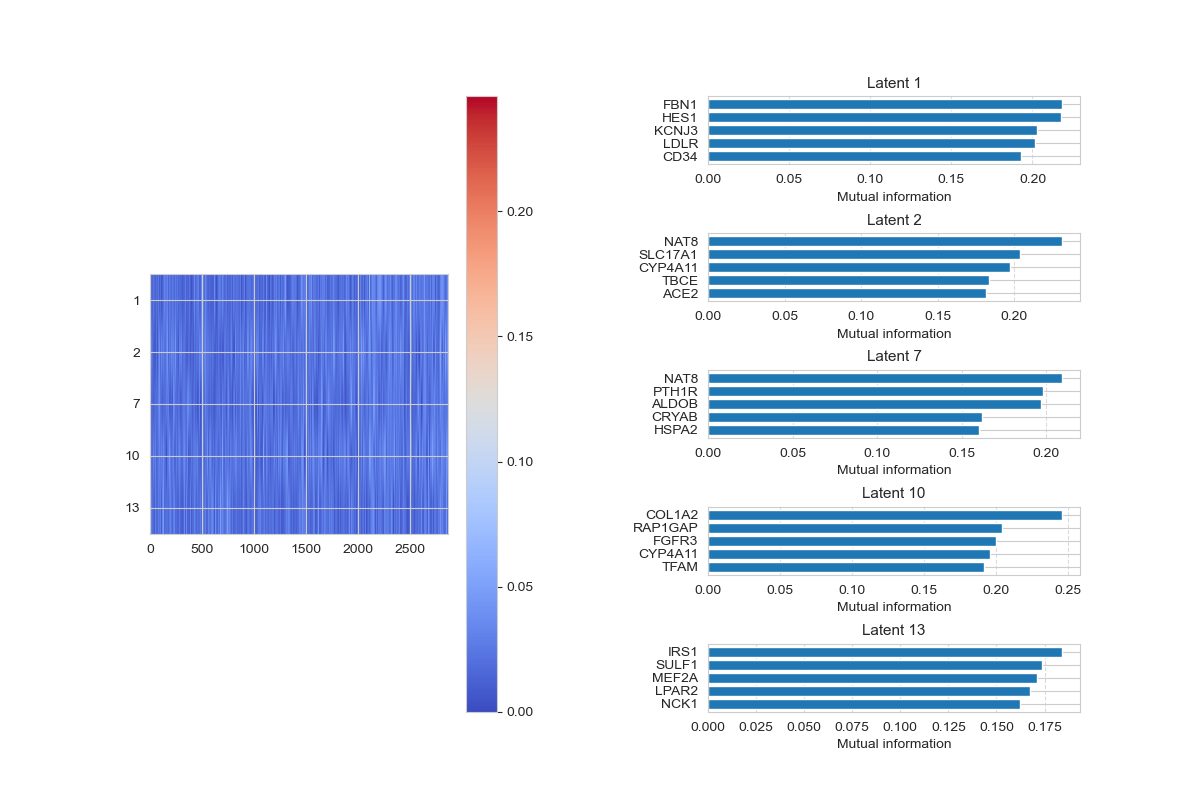 1
2
7
10
13
0 500 1000 1500 2000 2500
0.20
0.15
0.10
0.05
0.00
Latent 1
FBN1
HES1
KCNJ3
LDLR
CD34
0.00 0.05 0.10 0.15 0.20
Mutual information
Latent 2
NAT8
SLC17A1
CYP4A11
TBCE
ACE2
0.00 0.05 0.10 0.15 0.20
Mutual information
Latent 7
NAT8
PTH1R
ALDOB
CRYAB
HSPA2
0.00 0.05 0.10 0.15 0.20
Mutual information
Latent 10
COL1A2
RAP1GAP
FGFR3
CYP4A11
TFAM
0.00 0.05 0.10 0.15 0.20 0.25
Mutual information
Latent 13
IRS1
SULF1
MEF2A
LPAR2
NCK1
0.000 0.025 0.050 0.075 0.100 0.125 0.150 0.175
Mutual information